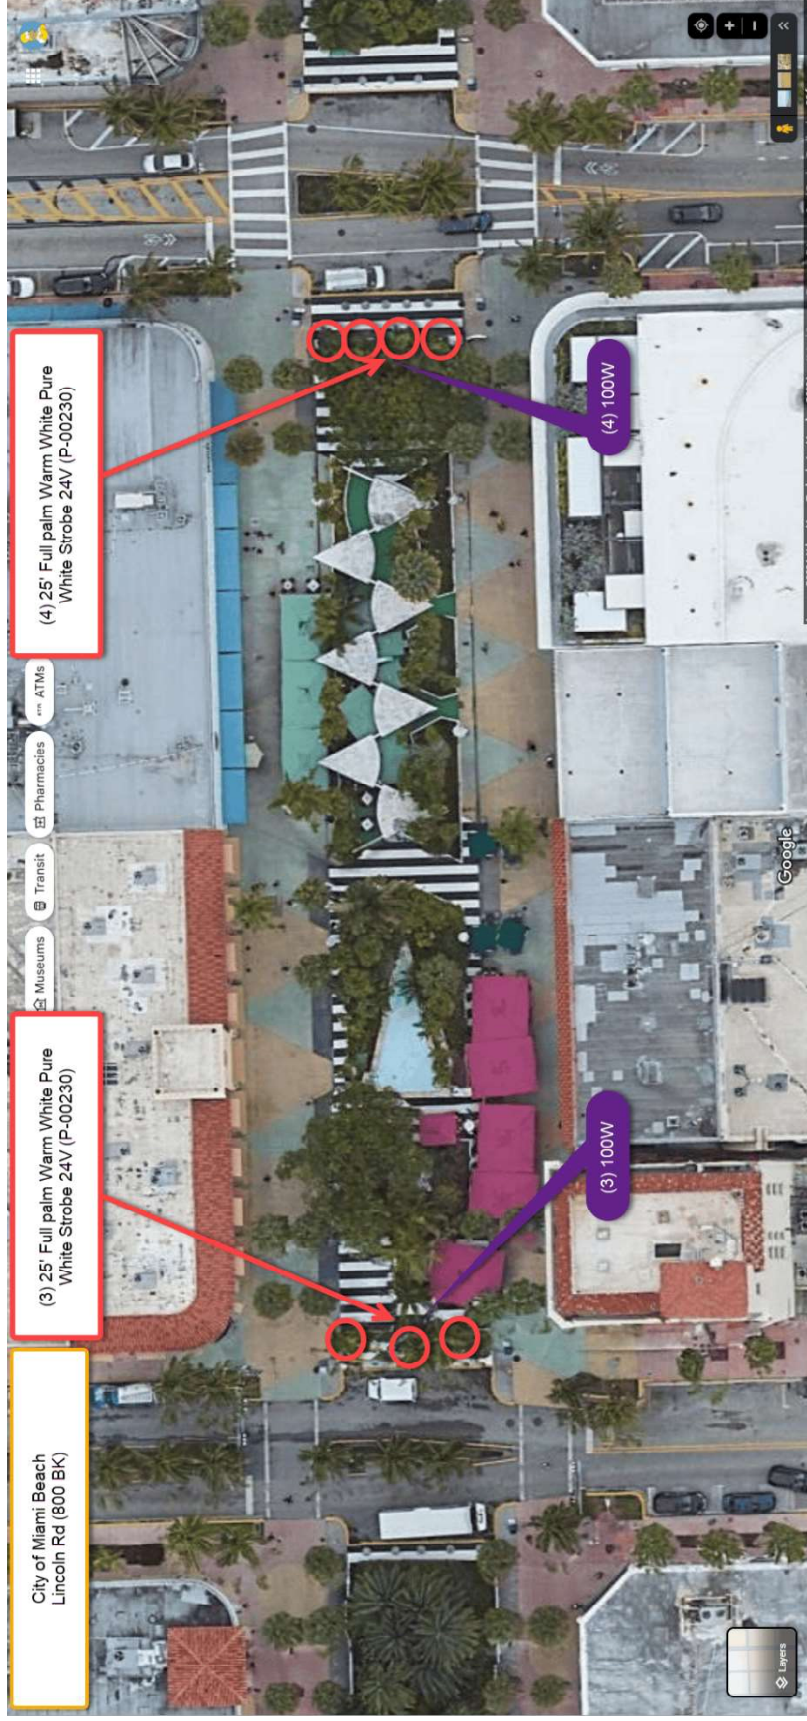 City of Miami Beach
Lincoln Rd (800 BK)
(3) 25' Full palm Warm White Pure
White Strobe 24V (P-00230)
(4) 25' Full palm Warm White Pure
White Strobe 24V (P-00230)
Museums
Transit
Pharmacies
ATMs
(3) 100W
(4) 100W
Layers
Google